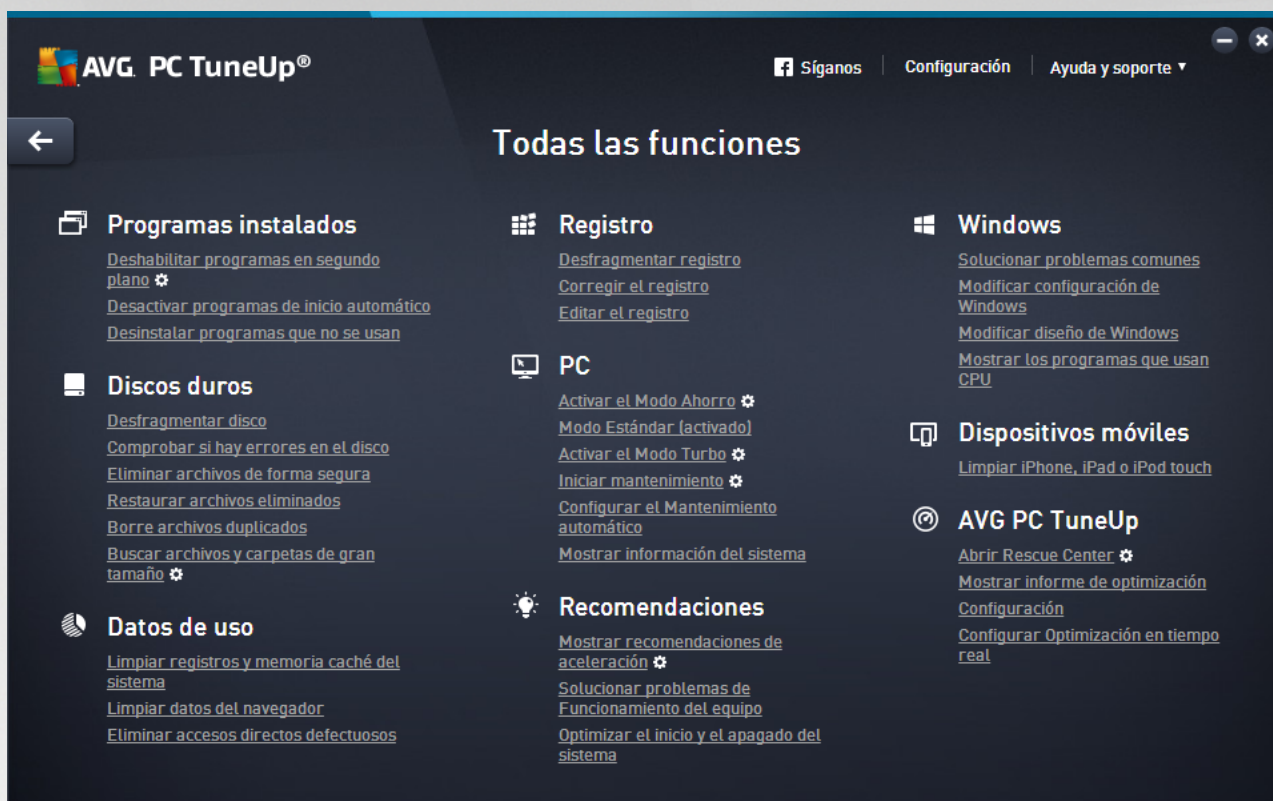 AVG. PC TuneUp®
Síganos
Configuración
Ayuda y soporte
Todas las funciones
Programas instalados
Deshabilitar programas en segundo
plano
Desactivar programas de inicio automático
Desinstalar programas que no se usan
Discos duros
Desfragmentar disco
Comprobar si hay errores en el disco
Eliminar archivos de forma segura
Restaurar archivos eliminados
Borre archivos duplicados
Buscar archivos y carpetas de gran
tamaño
Datos de uso
Limpiar registros y memoria caché del
sistema
Limpiar datos del navegador
Eliminar accesos directos defectuosos
Registro
Desfragmentar registro
Corregir el registro
Editar el registro
PC
Activar el Modo Ahorro
Modo Estándar (activado)
Activar el Modo Turbo
Iniciar mantenimiento
Configurar el Mantenimiento
automático
Mostrar información del sistema
Recomendaciones
Mostrar recomendaciones de
aceleración
Solucionar problemas de
Funcionamiento del equipo
Optimizar el inicio y el apagado del
sistema
Windows
Solucionar problemas comunes
Modificar configuración de
Windows
Modificar diseño de Windows
Mostrar los programas que usan
CPU
Dispositivos móviles
Limpiar iPhone, iPad o iPod touch
AVG PC TuneUp
Abrir Rescue Center
Mostrar informe de optimización
Configuración
Configurar Optimización en tiempo
real